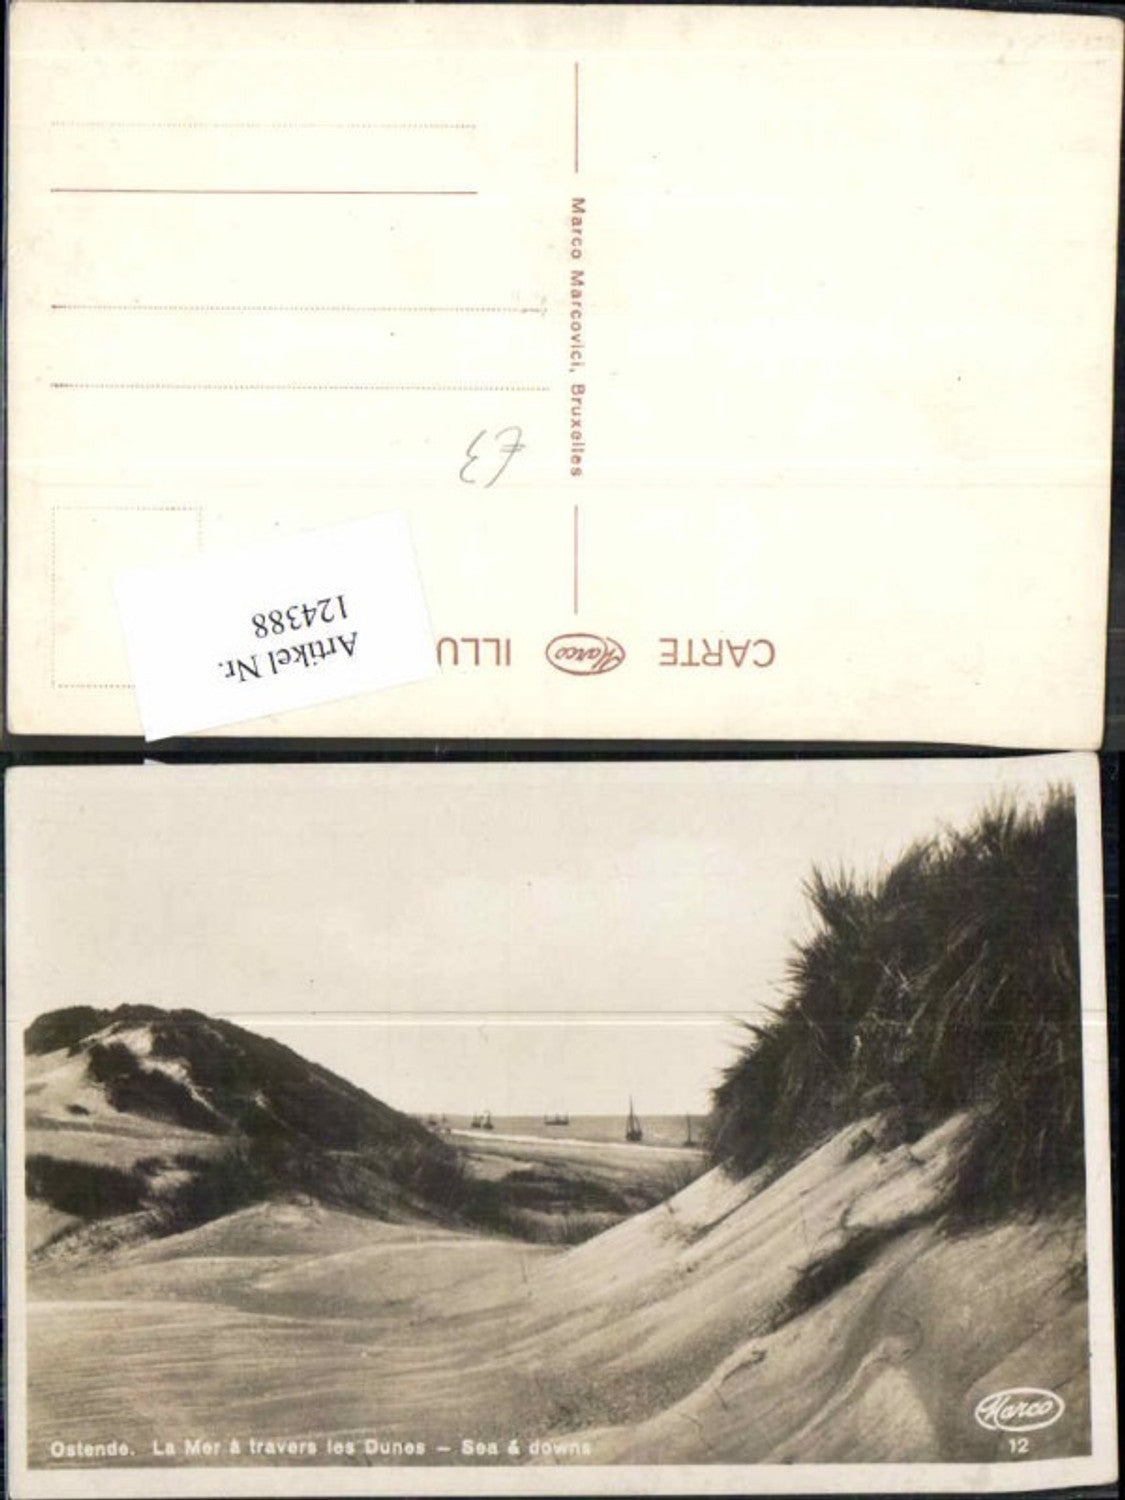 CARTE Marco ILLU
Marco Marcovici, Bruxelles
£3
Artikel Nr.
124388
Ostende. La Mer à travers les Dunes – Sea & downs
Marco
12